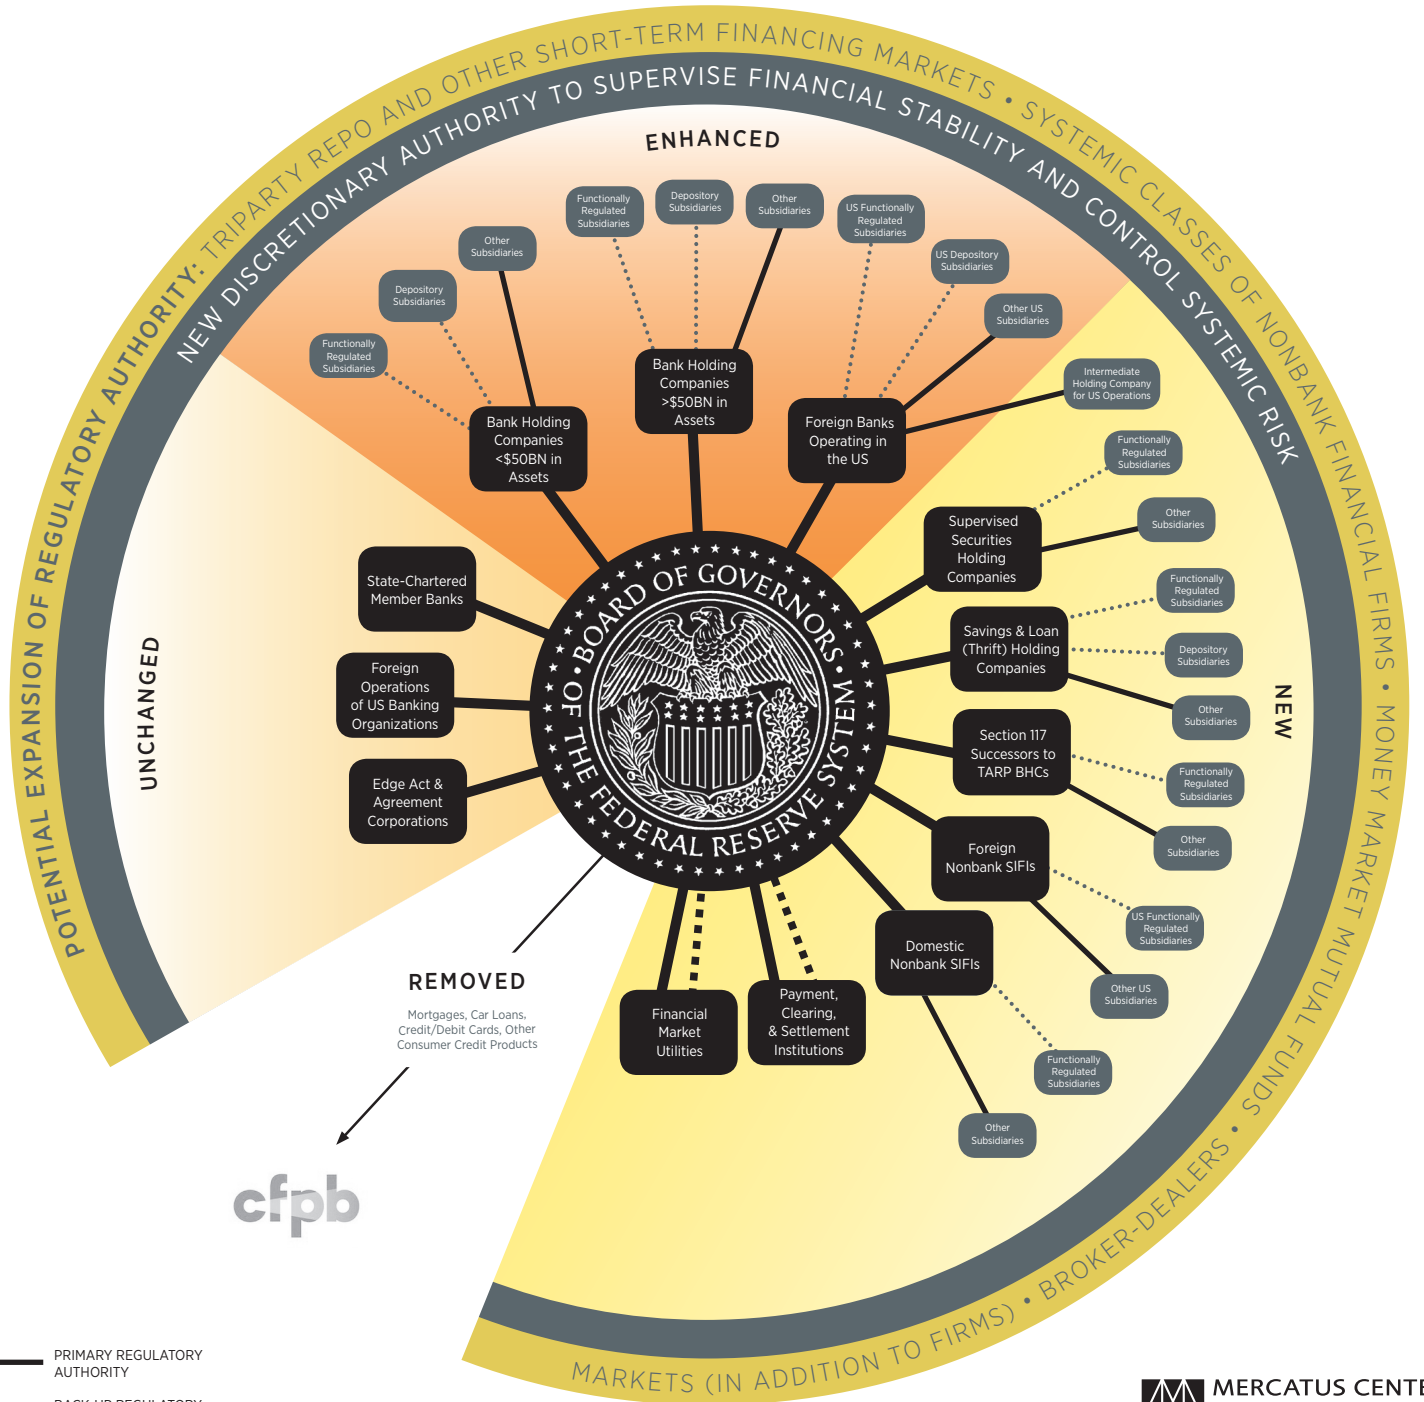 POTENTIAL EXPANSION OF REGULATORY AUTHORITY: TRIPARTY REPO AND OTHER SHORT-TERM FINANCING MARKETS • SYSTEMIC CLASSES OF NONBANK FINANCIAL FIRMS • MONEY MARKET MUTUAL FUNDS • BROKER-DEALERS • MARKETS (IN ADDITION TO FIRMS)
NEW DISCRETIONARY AUTHORITY TO SUPERVISE FINANCIAL STABILITY AND CONTROL SYSTEMIC RISK
ENHANCED
Functionally
Regulated
Subsidiaries
Depository
Subsidiaries
Other
Subsidiaries
Bank Holding
Companies
<$50BN in
Assets
Functionally
Regulated
Subsidiaries
Depository
Subsidiaries
Other
Subsidiaries
Bank Holding
Companies
>$50BN in
Assets
US Functionally
Regulated
Subsidiaries
US Depository
Subsidiaries
Other US
Subsidiaries
Intermediate
Holding Company
for US Operations
Foreign Banks
Operating in
the US
NEW
Supervised
Securities
Holding
Companies
Functionally
Regulated
Subsidiaries
Other
Subsidiaries
Savings & Loan
(Thrift) Holding
Companies
Functionally
Regulated
Subsidiaries
Depository
Subsidiaries
Other
Subsidiaries
Section 117
Successors to
TARP BHCs
Functionally
Regulated
Subsidiaries
Other
Subsidiaries
Foreign
Nonbank SIFIs
US Functionally
Regulated
Subsidiaries
Other US
Subsidiaries
Domestic
Nonbank SIFIs
Functionally
Regulated
Subsidiaries
Other
Subsidiaries
Payment,
Clearing,
& Settlement
Institutions
Financial
Market
Utilities
UNCHANGED
State-Chartered
Member Banks
Foreign
Operations
of US Banking
Organizations
Edge Act &
Agreement
Corporations
• BOARD OF GOVERNORS • OF THE FEDERAL RESERVE SYSTEM
REMOVED
Mortgages, Car Loans,
Credit/Debit Cards, Other
Consumer Credit Products
cfpb
PRIMARY REGULATORY
AUTHORITY
BACK-UP REGULATORY
MERCATUS CENTE